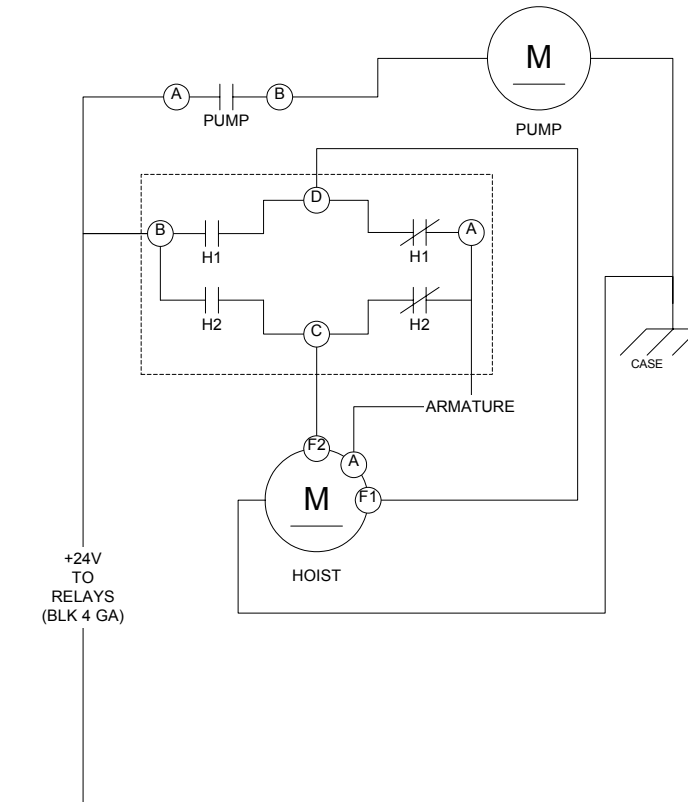 M
A
B
PUMP
PUMP
D
B
A
H1
H1
H2
H2
C
CASE
ARMATURE
F2
A
F1
M
HOIST
+24V
TO
RELAYS
(BLK 4 GA)